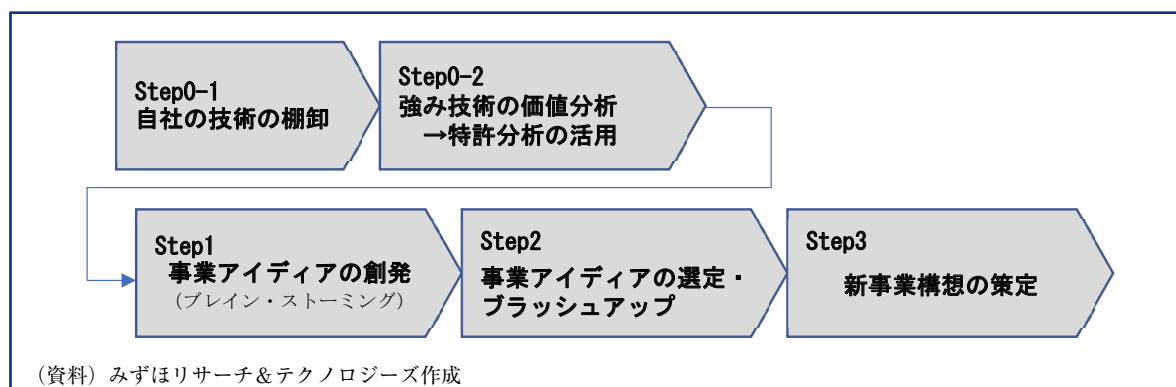 Step0-1
自社の技術の棚卸
Step0-2
強み技術の価値分析
→特許分析の活用
Step1
事業アイディアの創発
(ブレイン・ストーミング)
Step2
事業アイディアの選定・
ブラッシュアップ
Step3
新事業構想の策定
(資料)みずほリサーチ&テクノロジーズ作成